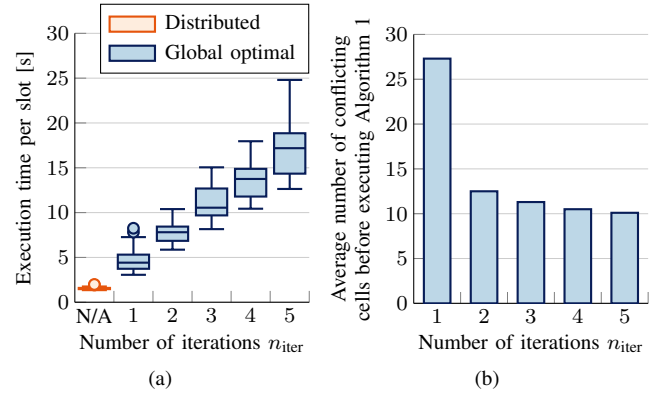 Distributed
Global optimal
Execution time per slot [s]
30
25
20
15
10
5
0
N/A 1 2 3 4 5
Number of iterations n_iter
(a)
Average number of conflicting
cells before executing Algorithm 1
30
25
20
15
10
5
0
1 2 3 4 5
Number of iterations n_iter
(b)